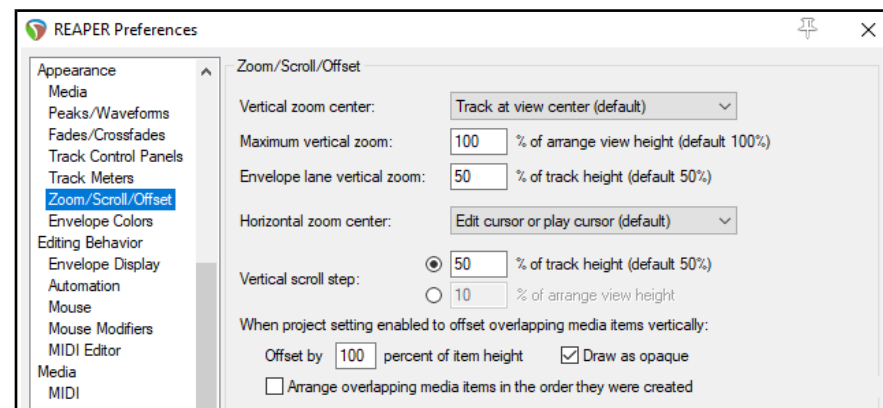 REAPER Preferences
Appearance
Media
Peaks/Waveforms
Fades/Crossfades
Track Control Panels
Track Meters
Zoom/Scroll/Offset
Envelope Colors
Editing Behavior
Envelope Display
Automation
Mouse
Mouse Modifiers
MIDI Editor
Media
MIDI
Zoom/Scroll/Offset
Vertical zoom center: Track at view center (default)
Maximum vertical zoom: 100 % of arrange view height (default 100%)
Envelope lane vertical zoom: 50 % of track height (default 50%)
Horizontal zoom center: Edit cursor or play cursor (default)
50 % of track height (default 50%)
Vertical scroll step:
10 % of arrange view height
When project setting enabled to offset overlapping media items vertically:
Offset by 100 percent of item height Draw as opaque
Arrange overlapping media items in the order they were created